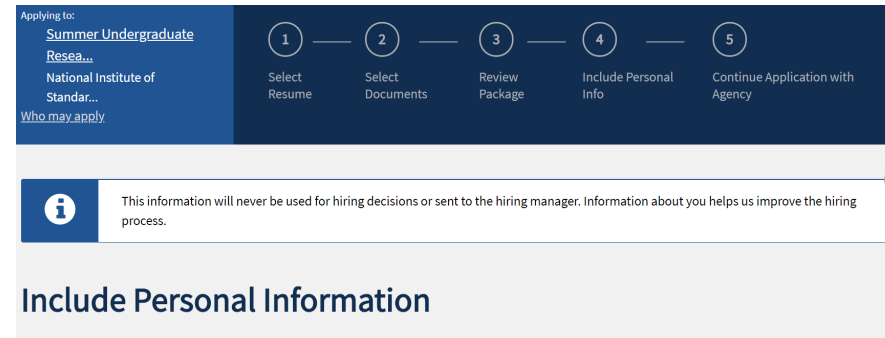 Applying to:
Summer Undergraduate
Resea...
National Institute of
Standar...
Who may apply
1
Select
Resume
2
Select
Documents
3
Review
Package
4
Include Personal
Info
5
Continue Application with
Agency
This information will never be used for hiring decisions or sent to the hiring manager. Information about you helps us improve the hiring
process.
Include Personal Information